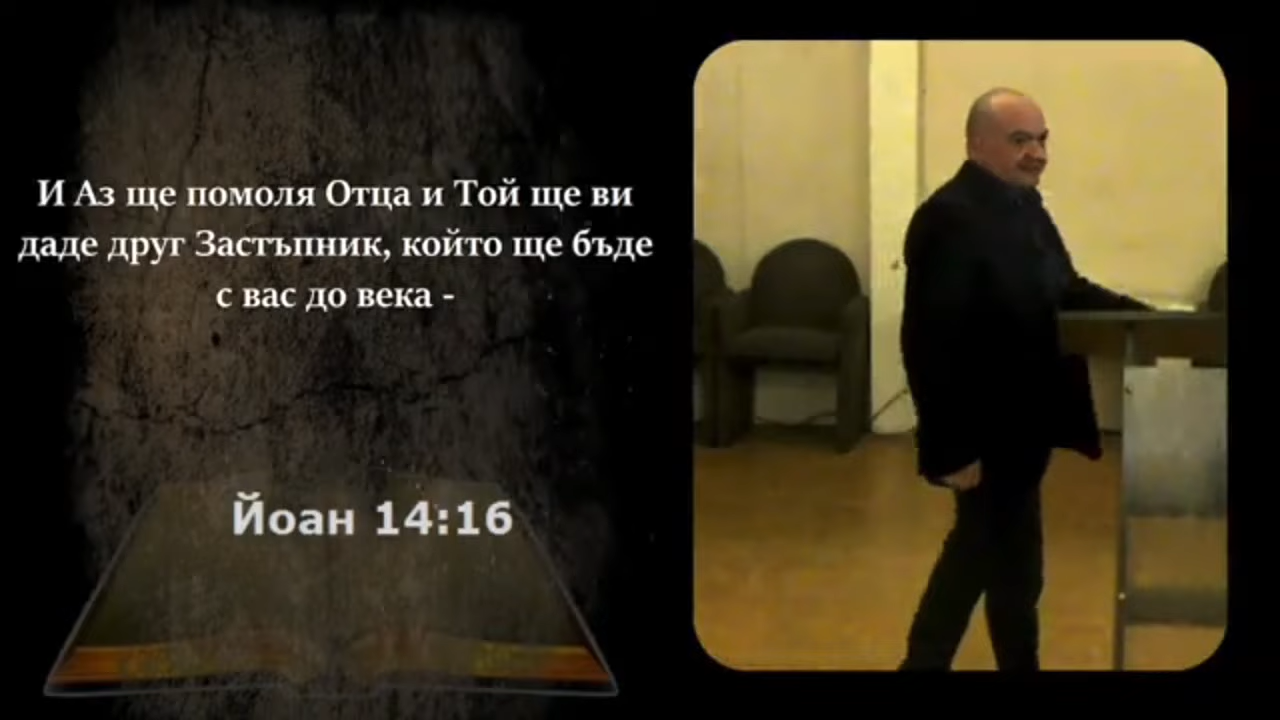 И Аз ще помоля Отца и Той ще ви
даде друг Застъпник, който ще бъде
с вас до века -
Йоан 14:16